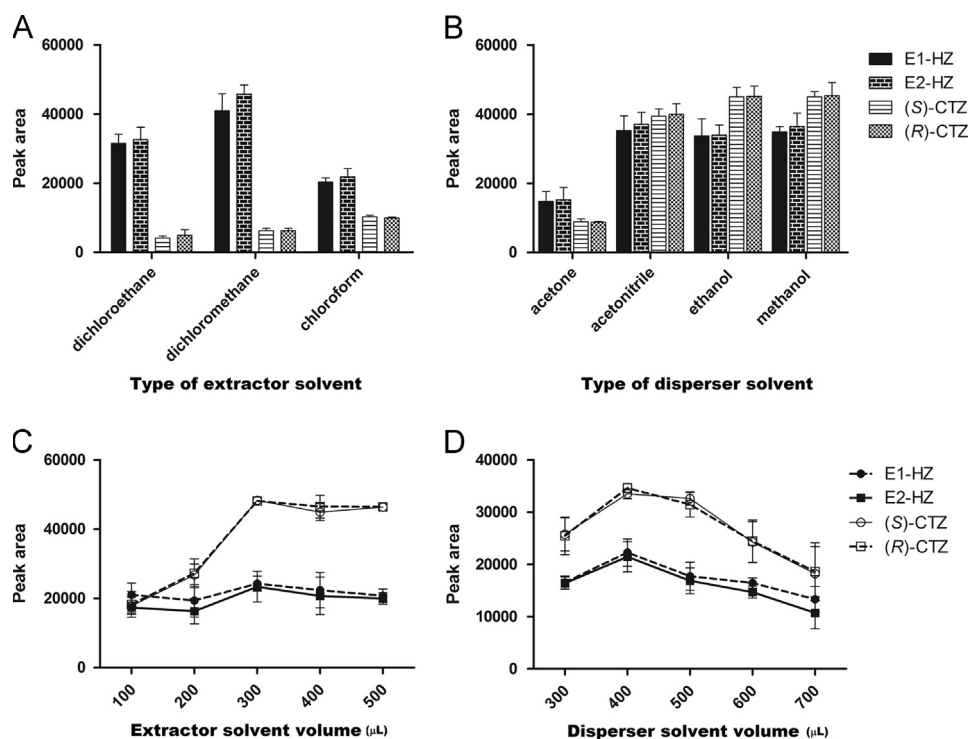 A
60000
40000
20000
0
Peak area
dichloroethane
dichloromethane
chloroform
Type of extractor solvent
B
60000
40000
20000
0
Peak area
acetone
acetonitrile
ethanol
methanol
Type of disperser solvent
E1-HZ
E2-HZ
(S)-CTZ
(R)-CTZ
C
60000
40000
20000
0
Peak area
100
200
300
400
500
Extractor solvent volume (μL)
D
40000
30000
20000
10000
0
Peak area
300
400
500
600
700
Disperser solvent volume (μL)
E1-HZ
E2-HZ
(S)-CTZ
(R)-CTZ